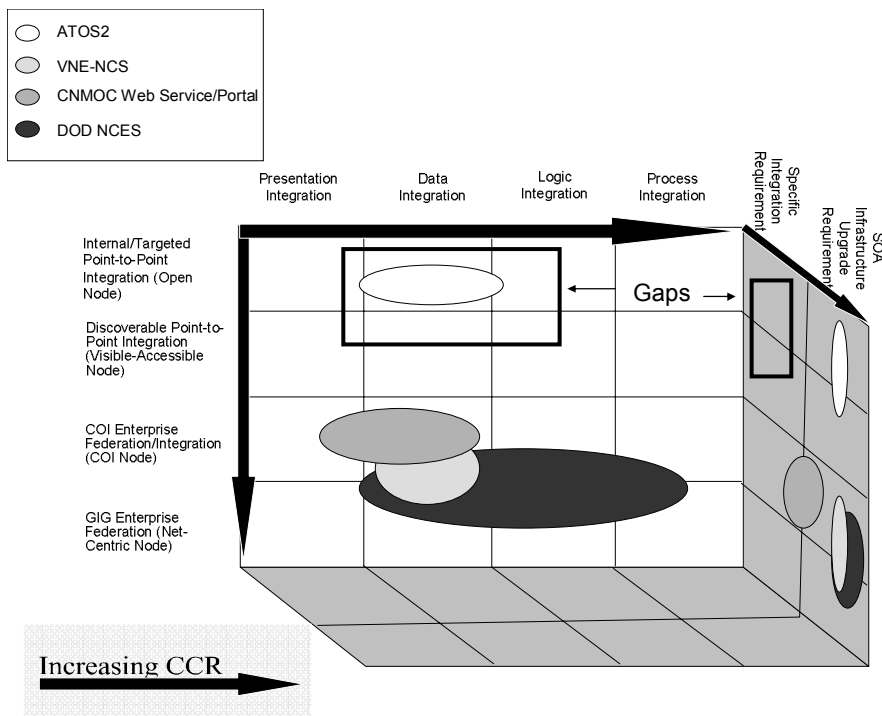 ATOS2
VNE-NCS
CNMOC Web Service/Portal
DOD NCES
Presentation
Integration
Data
Integration
Logic
Integration
Process
Integration
Specific
Integration
Requirement
SOA
Infrastructure
Upgrade
Requirement
Internal/Targeted
Point-to-Point
Integration (Open
Node)
Gaps
Discoverable Point-to-
Point Integration
(Visible-Accessible
Node)
COI Enterprise
Federation/Integration
(COI Node)
GIG Enterprise
Federation (Net-
Centric Node)
Increasing CCR